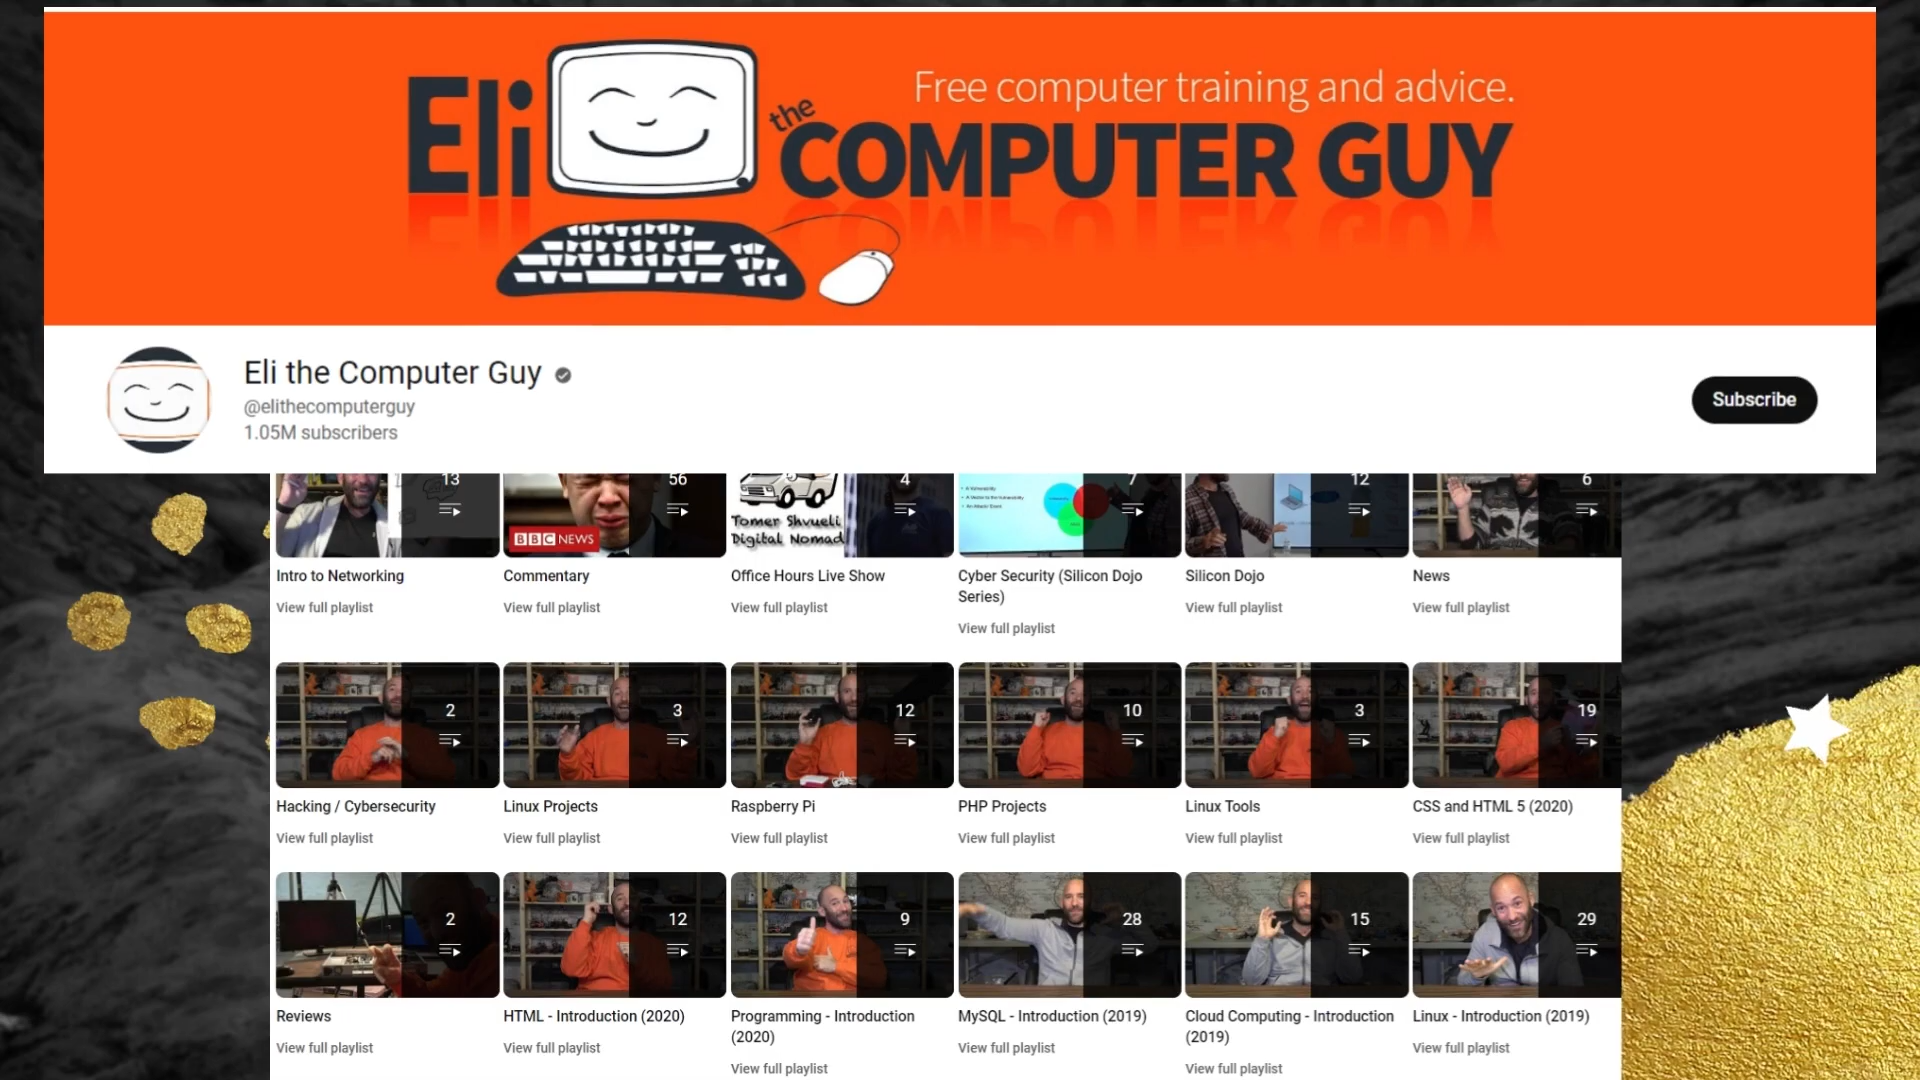 Free computer training and advice.
Eli the COMPUTER GUY
Eli the Computer Guy
@elithecomputerguy
1.05M subscribers
Subscribe
13
56
4
7
12
6
BBC NEWS
Tomer Shvueli
Digital Nomad
Intro to Networking
View full playlist
Commentary
View full playlist
Office Hours Live Show
View full playlist
Cyber Security (Silicon Dojo
Series)
View full playlist
Silicon Dojo
View full playlist
News
View full playlist
2
3
12
10
3
19
Hacking / Cybersecurity
View full playlist
Linux Projects
View full playlist
Raspberry Pi
View full playlist
PHP Projects
View full playlist
Linux Tools
View full playlist
CSS and HTML 5 (2020)
View full playlist
2
12
9
28
15
29
Reviews
View full playlist
HTML - Introduction (2020)
View full playlist
Programming - Introduction
(2020)
View full playlist
MySQL - Introduction (2019)
View full playlist
Cloud Computing - Introduction
(2019)
View full playlist
Linux - Introduction (2019)
View full playlist